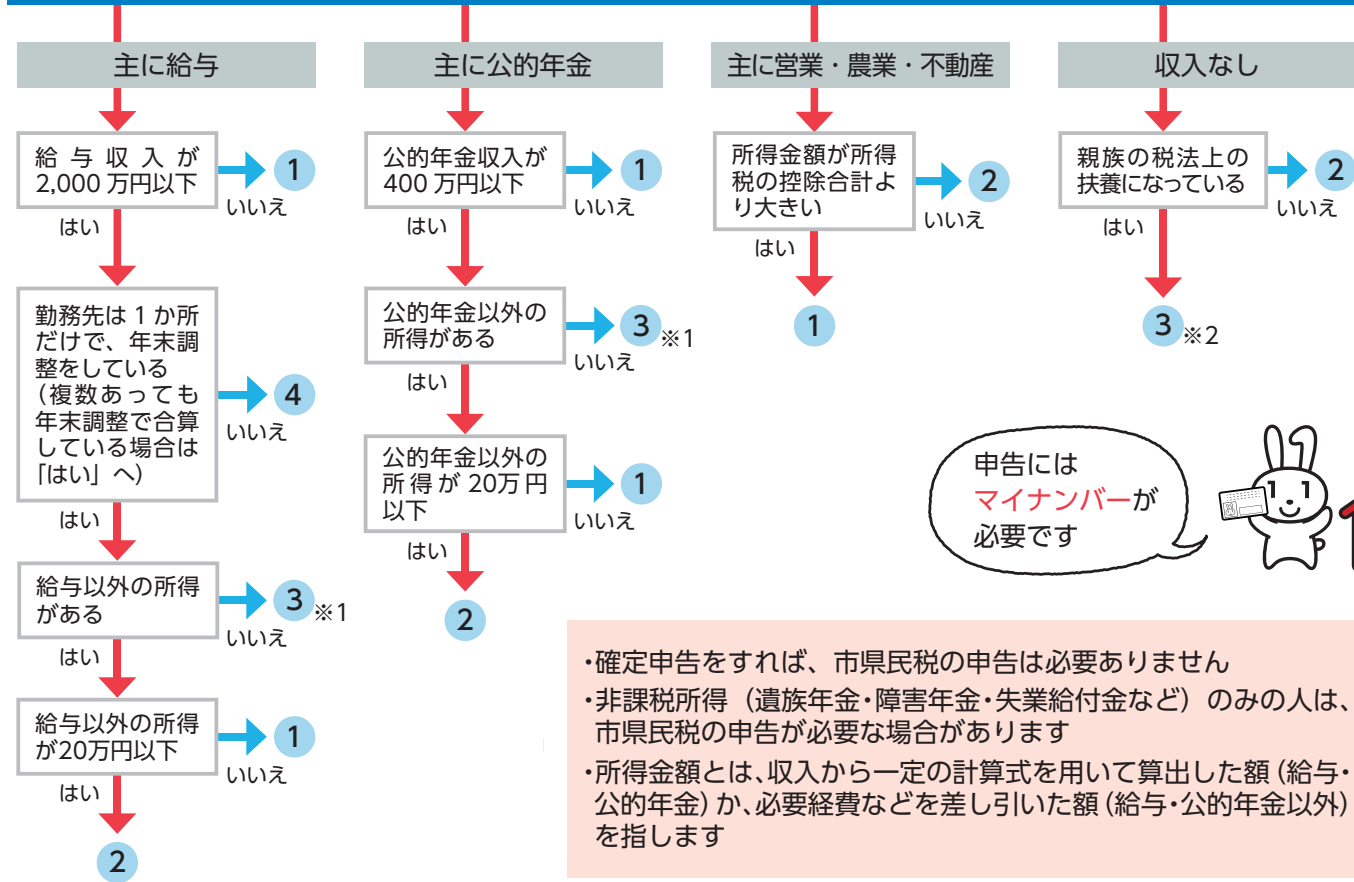 主に給与
給与収入が
2,000 万円以下
1
いいえ
はい
勤務先は 1 か所
だけで、年末調
整をしている
（複数あっても
年末調整で合算
している場合は
「はい」へ）
4
いいえ
はい
給与以外の所得
がある
3※1
いいえ
はい
給与以外の所得
が20万円以下
1
いいえ
はい
2
主に公的年金
公的年金収入が
400 万円以下
1
いいえ
はい
公的年金以外の
所得がある
3※1
いいえ
はい
公的年金以外の
所得が 20万円
以下
1
いいえ
はい
2
主に営業・農業・不動産
所得金額が所得
税の控除合計よ
り大きい
2
いいえ
はい
1
収入なし
親族の税法上の
扶養になっている
2
いいえ
はい
3※2
申告には
マイナンバーが
必要です
・確定申告をすれば、市県民税の申告は必要ありません
・非課税所得（遺族年金・障害年金・失業給付金など）のみの人は、
市県民税の申告が必要な場合があります
・所得金額とは、収入から一定の計算式を用いて算出した額（給与・
公的年金）か、必要経費などを差し引いた額（給与・公的年金以外）
を指します